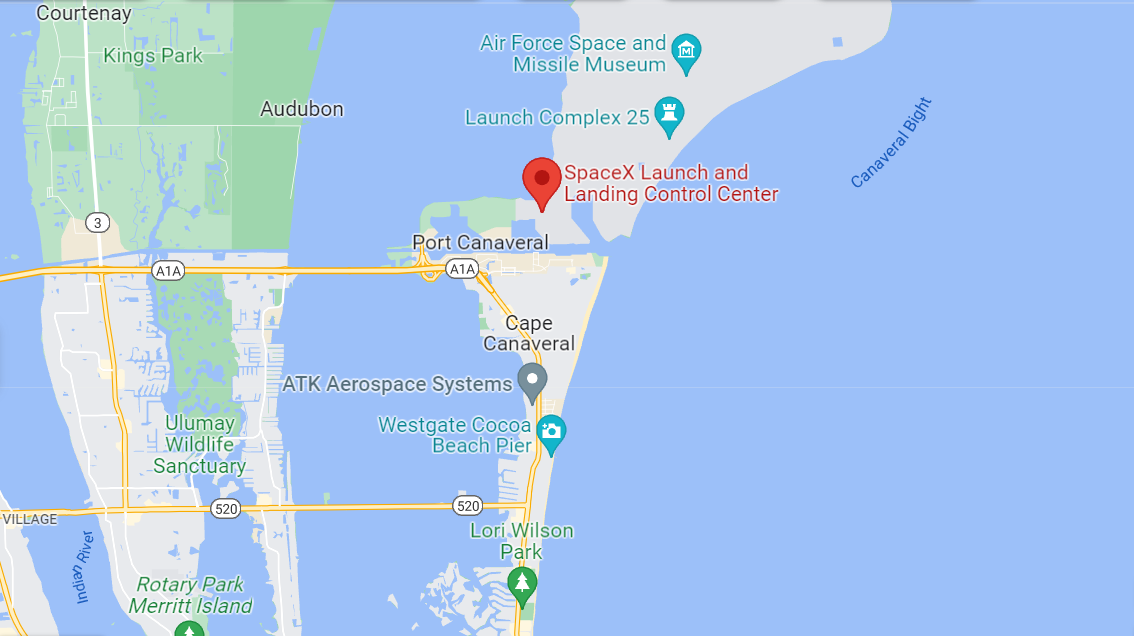 Courtenay
Kings Park
Air Force Space and
Missile Museum
Audubon
Launch Complex 25
Canaveral Bight
SpaceX Launch and
Landing Control Center
3
Port Canaveral
A1A
A1A
Cape
Canaveral
ATK Aerospace Systems
Westgate Cocoa
Beach Pier
Ulumay
Wildlife
Sanctuary
520
520
VILLAGE
Lori Wilson
Park
Indian River
Rotary Park
Merritt Island